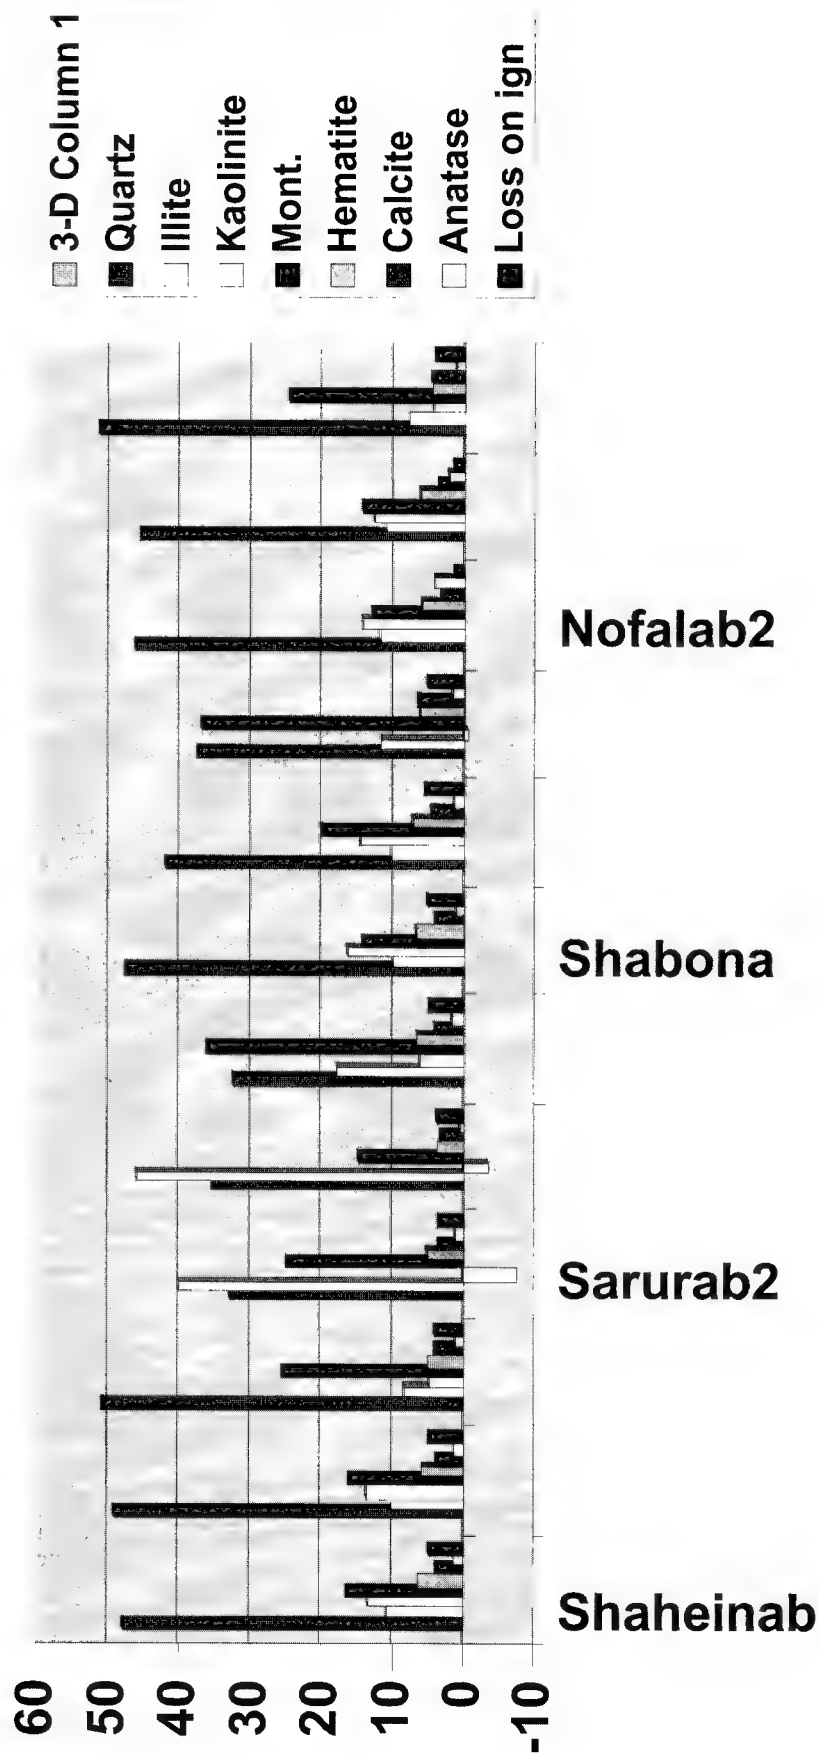 60
50
40
30
20
10
0
-10
Shaheinab
Sarurab2
Shabona
Nofalab2
3-D Column 1
Quartz
Illite
Kaolinite
Mont.
Hematite
Calcite
Anatase
Loss on ign